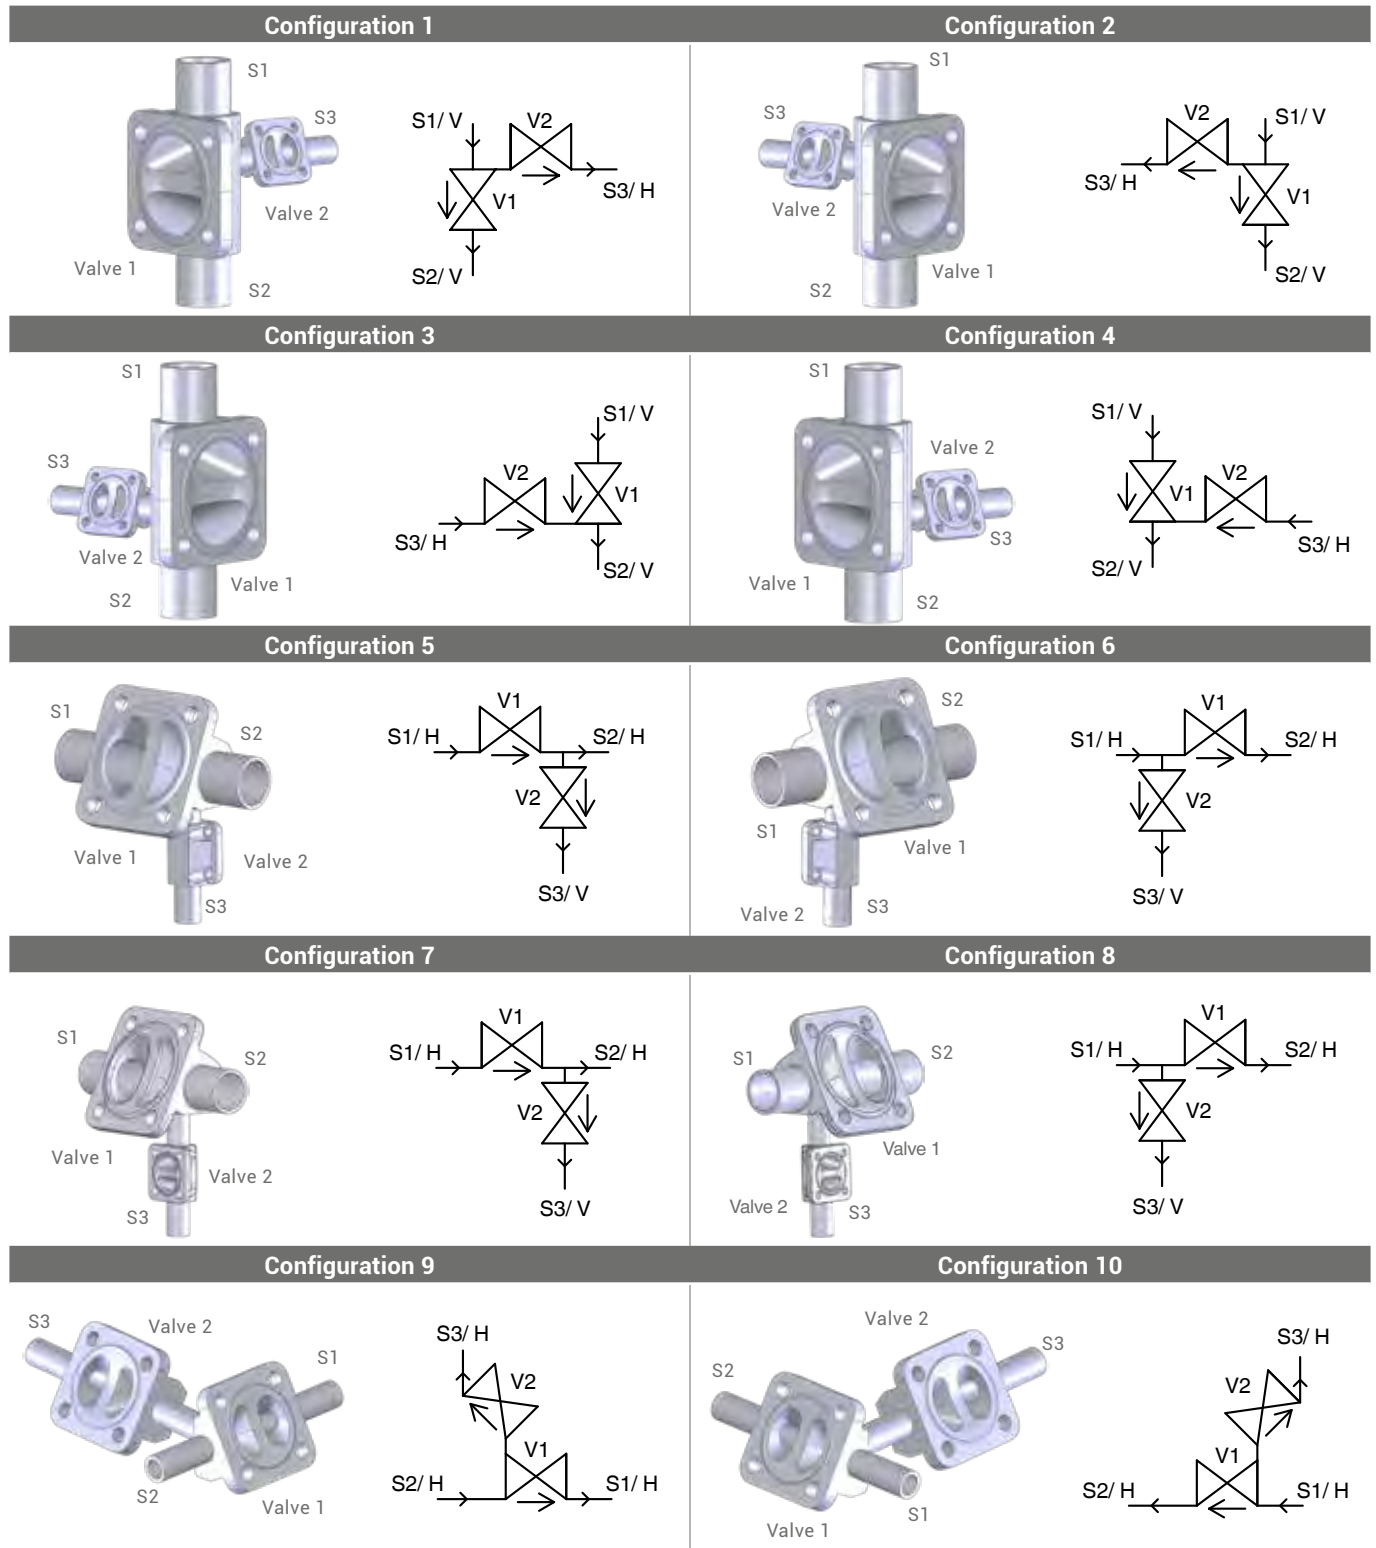 Configuration 1
S1
S3
Valve 2
Valve 1
S2
S1/ V
V2
S3/ H
V1
S2/ V
Configuration 2
S1
S3
Valve 2
Valve 1
S2
V2
S1/ V
S3/ H
V1
S2/ V
Configuration 3
S1
S3
Valve 2
Valve 1
S2
S1/ V
V2
V1
S3/ H
S2/ V
Configuration 4
S1
Valve 2
S3
Valve 1
S2
S1/ V
V2
V1
S3/ H
S2/ V
Configuration 5
S1
S2
Valve 1
Valve 2
S3
V1
S1/ H
S2/ H
V2
S3/ V
Configuration 6
S2
S1
Valve 1
Valve 2
S3
V1
S1/ H
S2/ H
V2
S3/ V
Configuration 7
S1
S2
Valve 1
Valve 2
S3
V1
S1/ H
S2/ H
V2
S3/ V
Configuration 8
S1
S2
Valve 1
Valve 2
S3
V1
S1/ H
S2/ H
V2
S3/ V
Configuration 9
S3
Valve 2
S1
S2
Valve 1
S3/ H
V2
V1
S2/ H
S1/ H
Configuration 10
Valve 2
S3
S2
S1
Valve 1
S3/ H
V2
V1
S2/ H
S1/ H